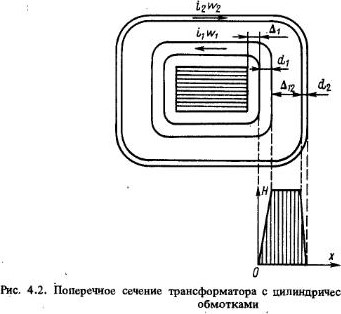 i₂w₂
i₁w₁
Δ₁
d₁
Δ₁₂
d₂
H
0
x
Рис. 4.2. Поперечное сечение трансформатора с цилиндричес
обмотками